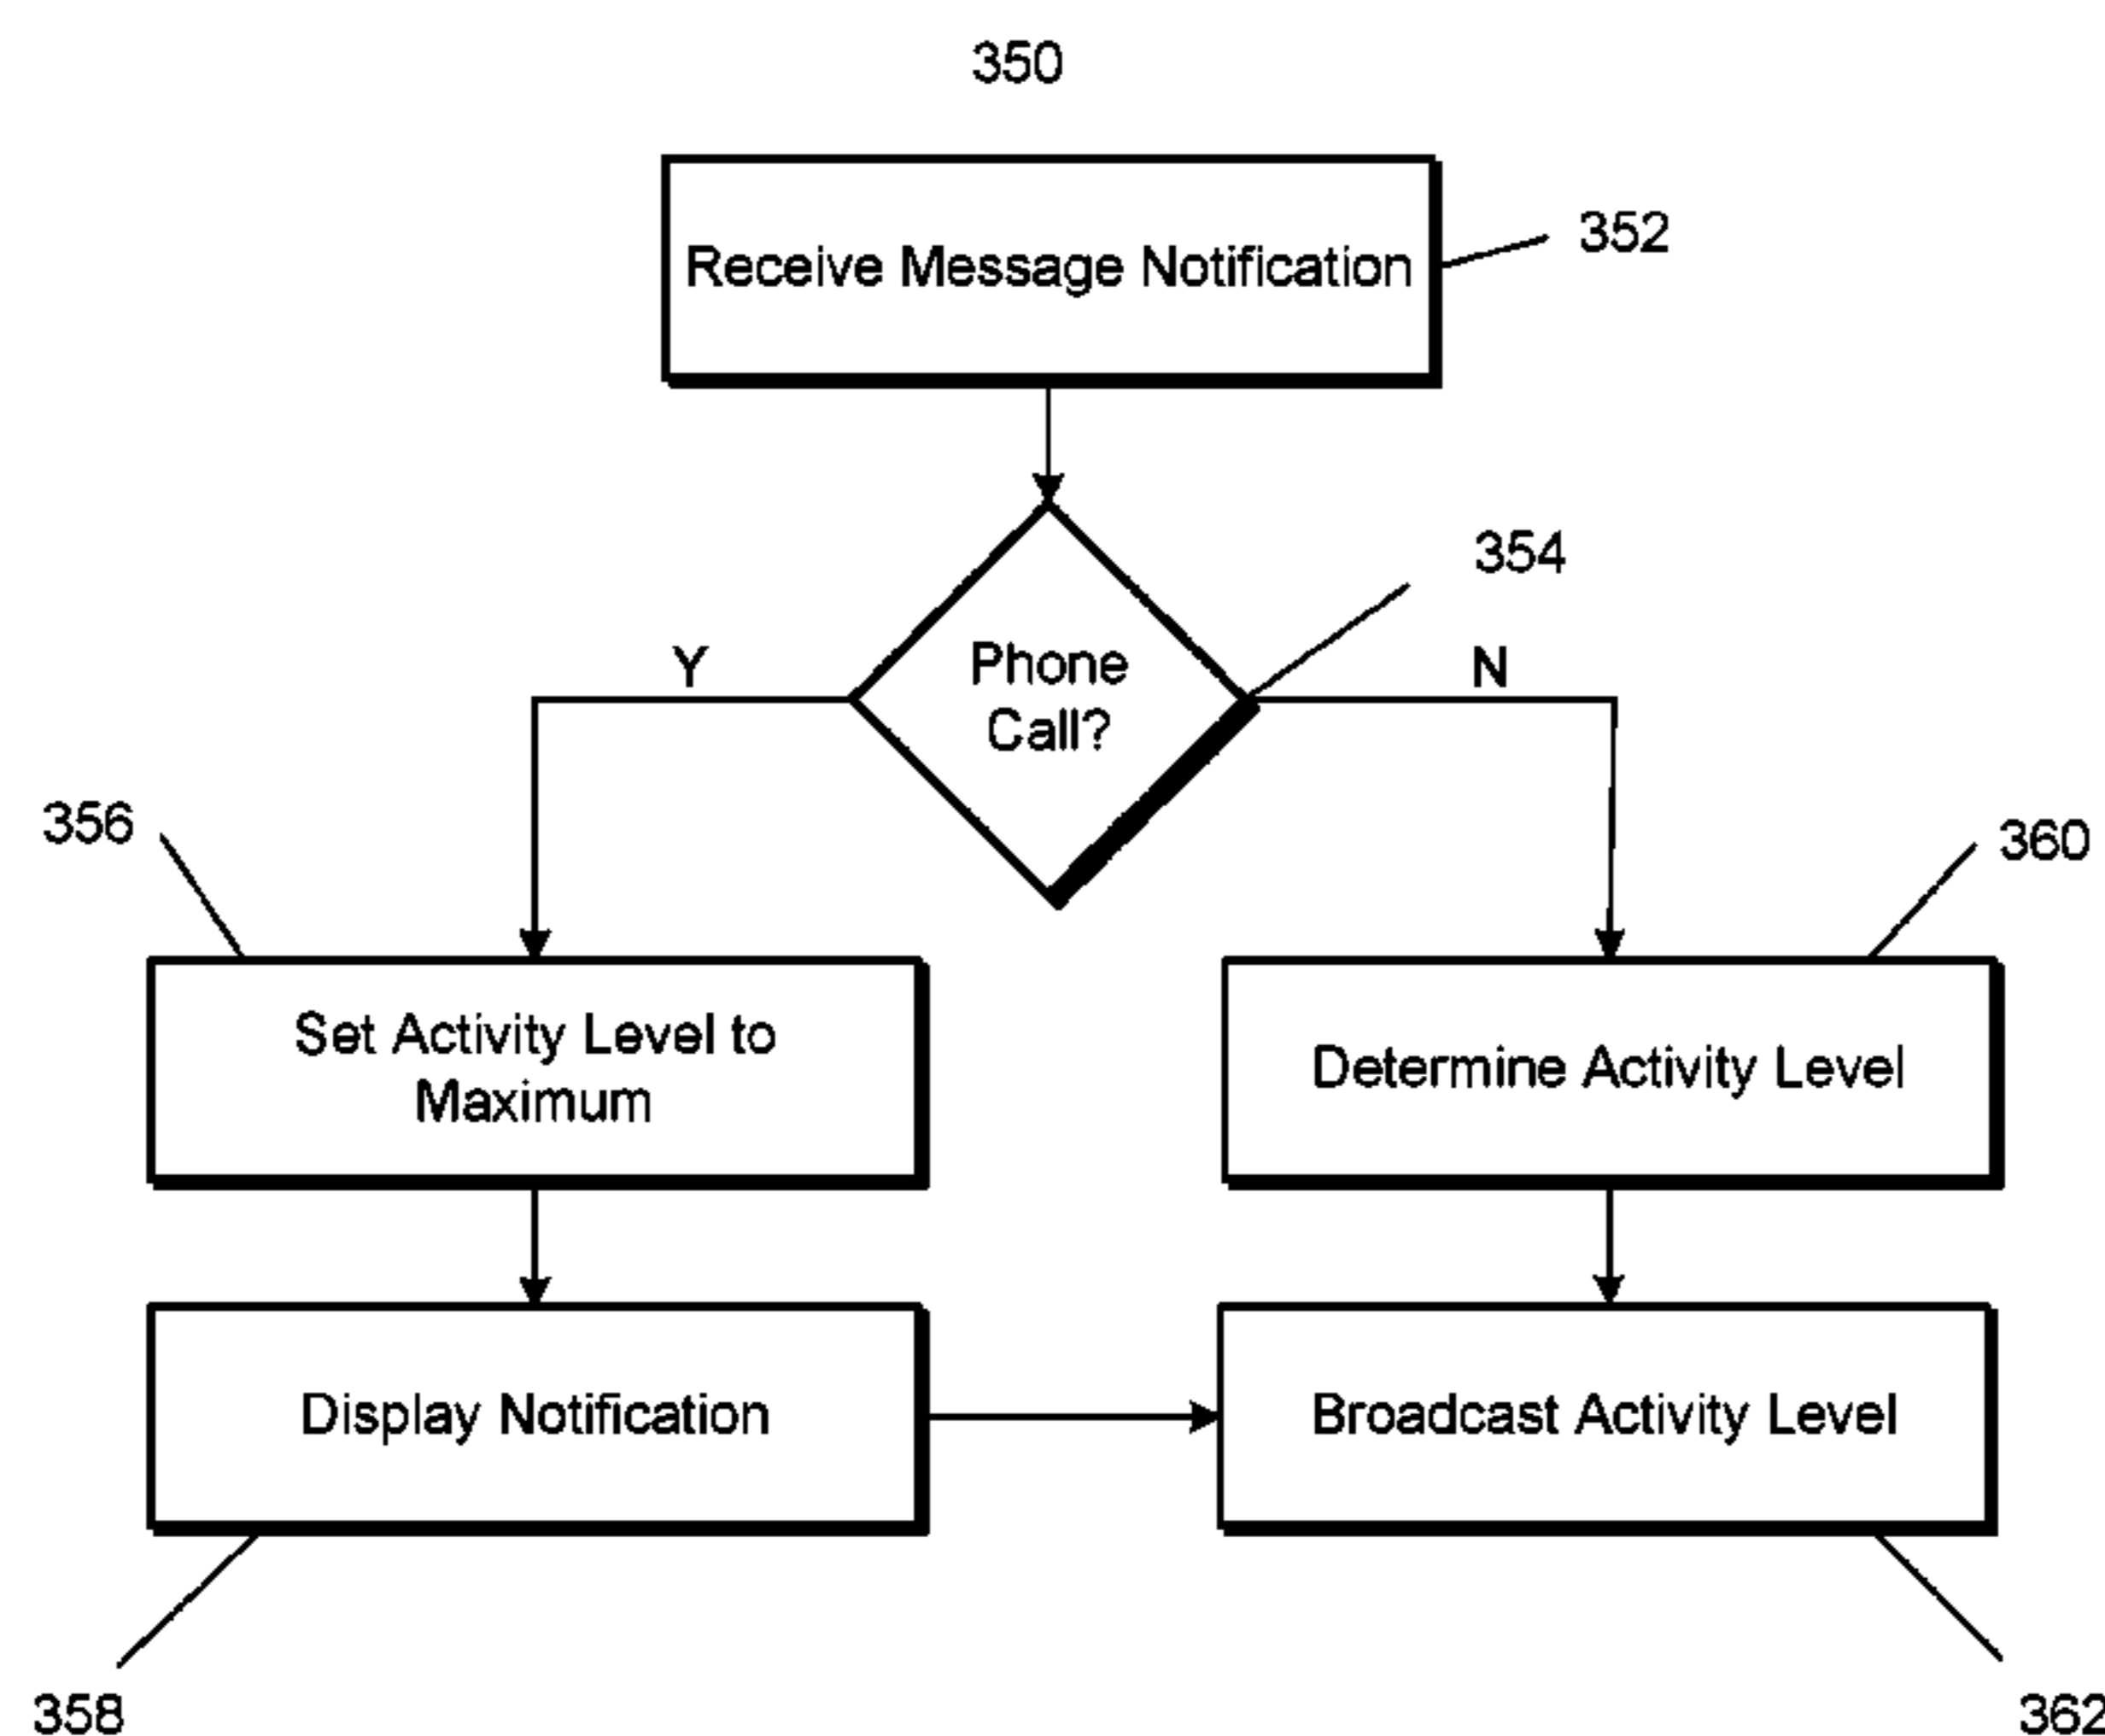 350
Receive Message Notification
352
354
Phone
Call?
Y
N
356
360
Set Activity Level to
Maximum
Determine Activity Level
Display Notification
Broadcast Activity Level
358
362